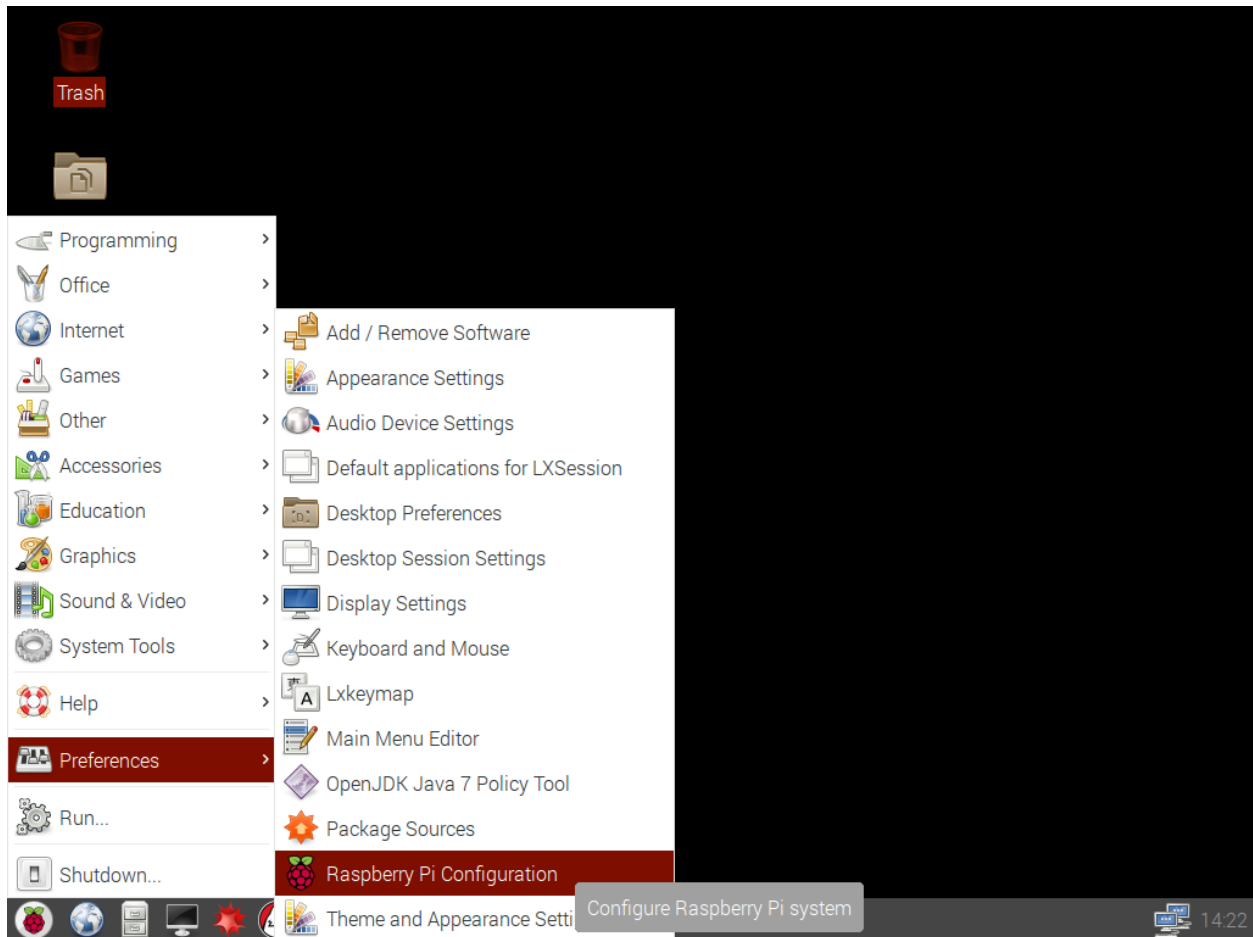 Trash
Programming
Office
Internet
Games
Other
Accessories
Education
Graphics
Sound & Video
System Tools
Help
Preferences
Run...
Shutdown...
Add / Remove Software
Appearance Settings
Audio Device Settings
Default applications for LXSession
Desktop Preferences
Desktop Session Settings
Display Settings
Keyboard and Mouse
Lxkeymap
Main Menu Editor
OpenJDK Java 7 Policy Tool
Package Sources
Raspberry Pi Configuration
Theme and Appearance Setti
Configure Raspberry Pi system
14:22